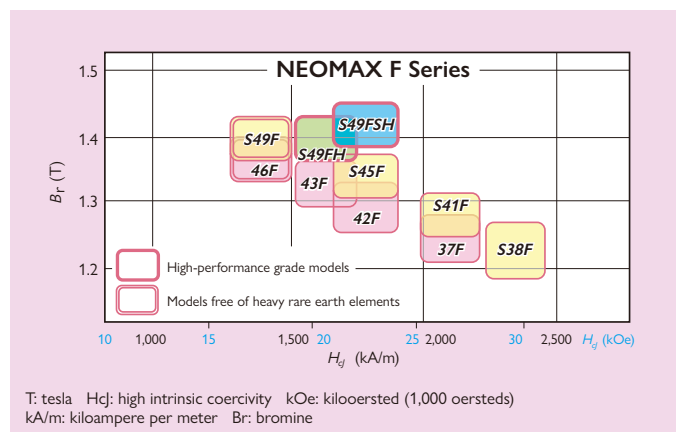 NEOMAX F Series
1.5
1.4
1.3
1.2
Br (T)
S49F
46F
S49FH
S49FSH
43F
S45F
42F
S41F
37F
S38F
High-performance grade models
Models free of heavy rare earth elements
10 1,000 15 1,500 20 25 2,000 30 2,500 HcJ (kOe)
HcJ (kA/m)
T: tesla HcJ: high intrinsic coercivity kOe: kilooersted (1,000 oersteds)
kA/m: kiloampere per meter Br: bromine